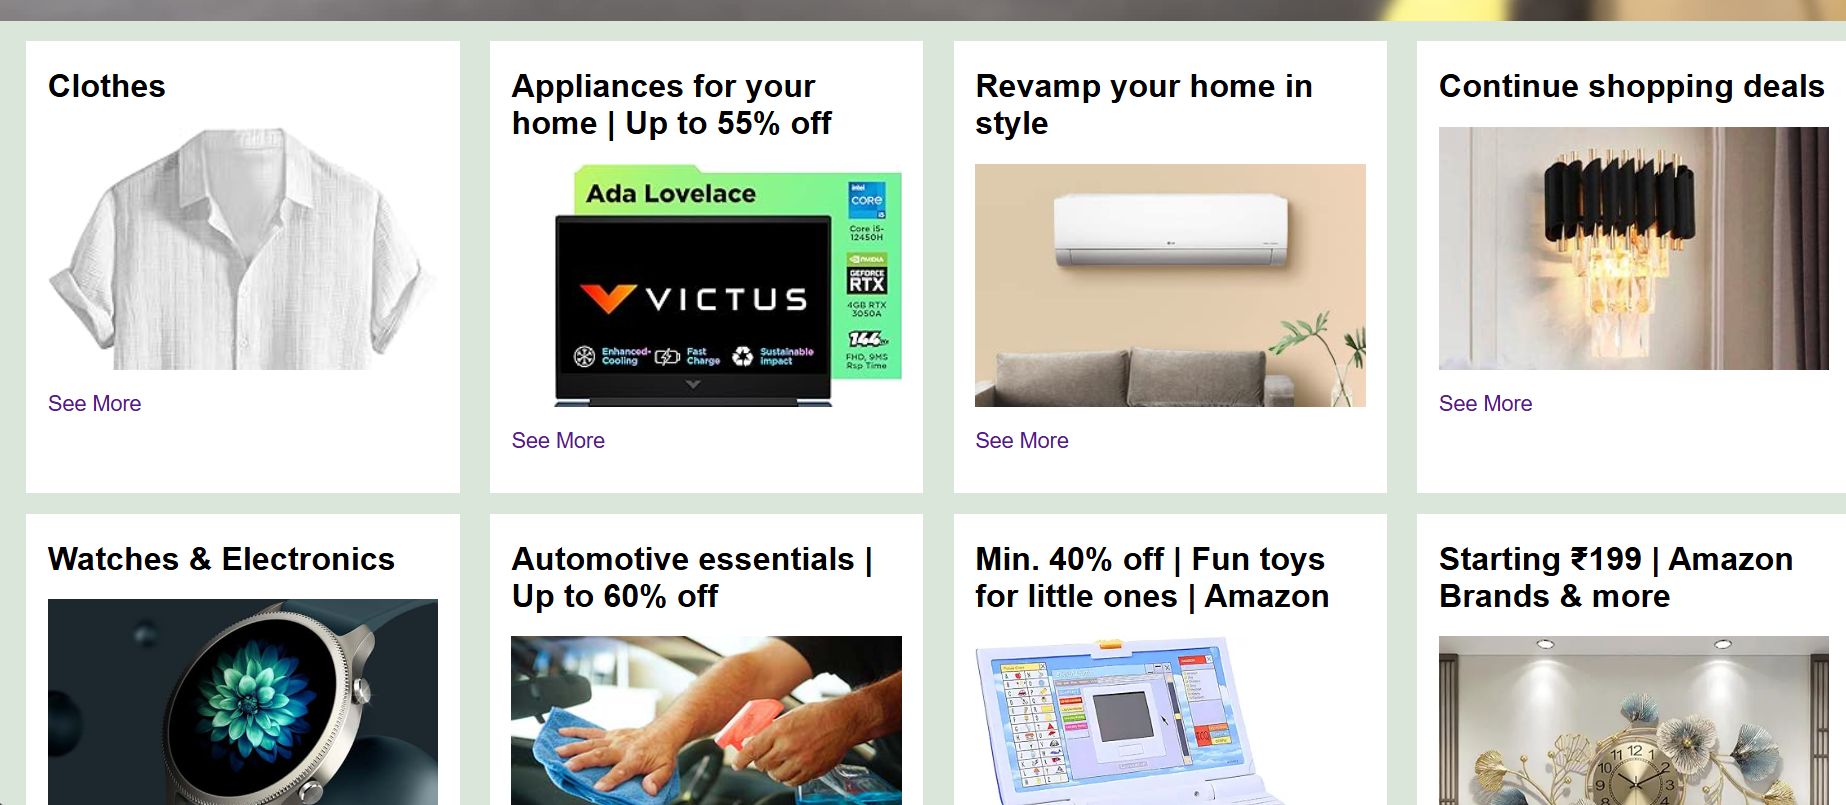 Clothes
See More
Appliances for your
home | Up to 55% off
Ada Lovelace
intel
CORE
i5
Core i5-
12450H
NVIDIA
GEFORCE
RTX
4GB RTX
3050A
144Hz
FHD, 9MS
Rsp Time
VICTUS
Enhanced-
Cooling
Fast
Charge
Sustainable
impact
See More
Revamp your home in
style
LG
See More
Continue shopping deals
See More
Watches & Electronics
Automotive essentials |
Up to 60% off
Min. 40% off | Fun toys
for little ones | Amazon
Starting ₹199 | Amazon
Brands & more
11 12 1
10 2
9 3
8 4